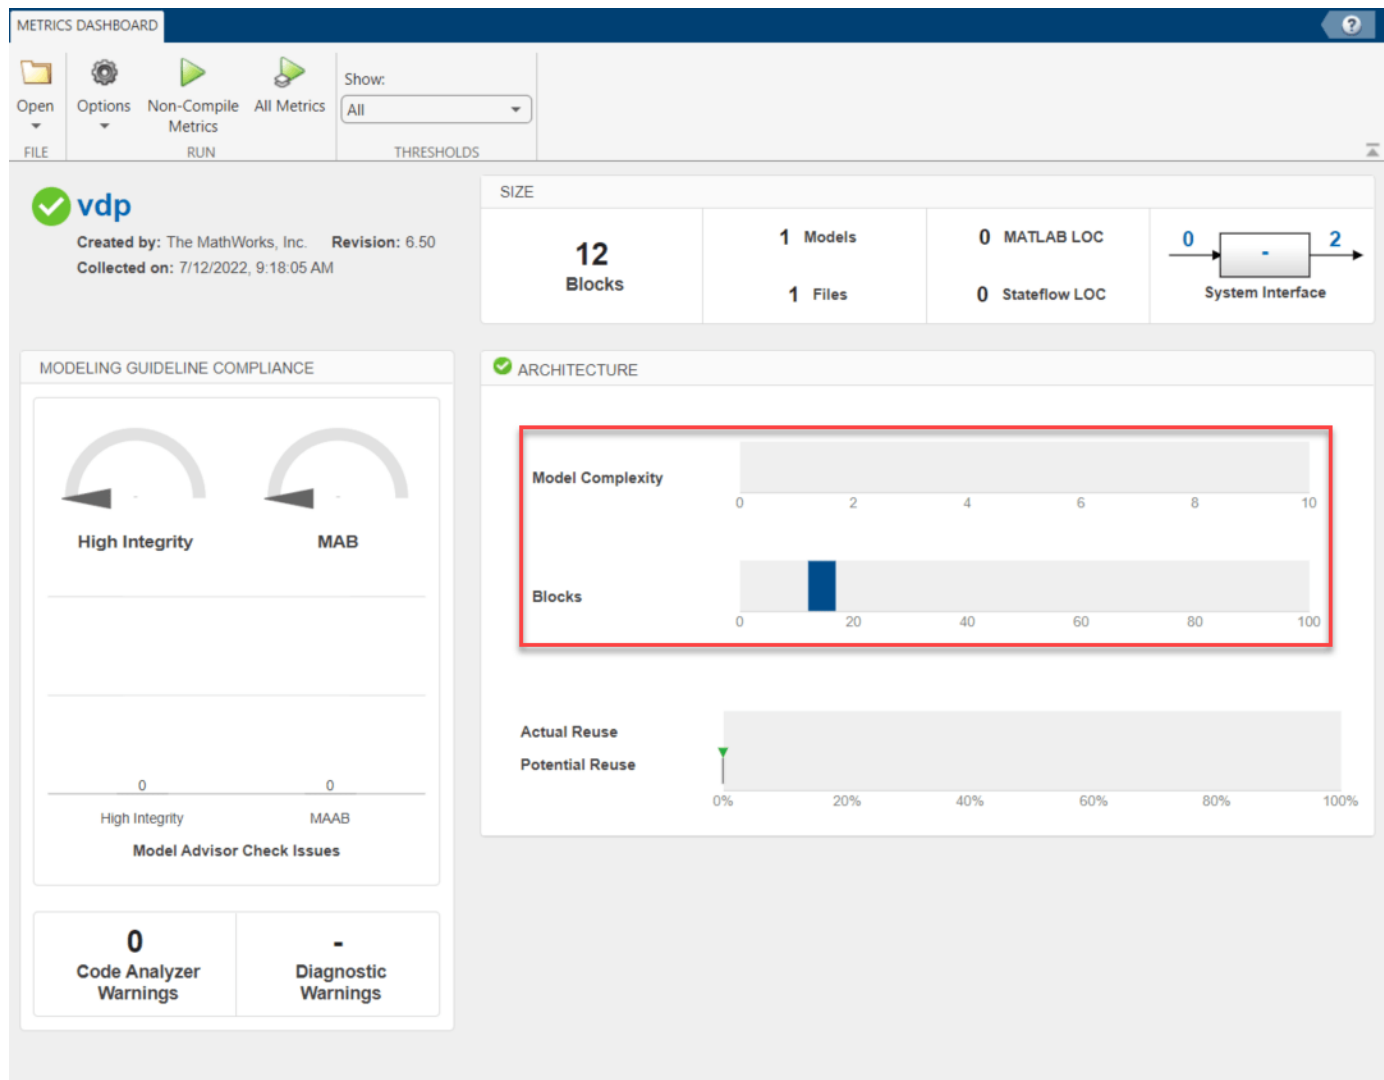 METRICS DASHBOARD
?
Open
Options
Non-Compile
Metrics
All Metrics
Show:
All
FILE
RUN
THRESHOLDS
vdp
Created by: The MathWorks, Inc. Revision: 6.50
Collected on: 7/12/2022, 9:18:05 AM
SIZE
12
Blocks
1 Models
1 Files
0 MATLAB LOC
0 Stateflow LOC
0 - 2
System Interface
MODELING GUIDELINE COMPLIANCE
- -
High Integrity MAB
0 0
High Integrity MAAB
Model Advisor Check Issues
0
Code Analyzer
Warnings
-
Diagnostic
Warnings
ARCHITECTURE
Model Complexity
0 2 4 6 8 10
Blocks
0 20 40 60 80 100
Actual Reuse
Potential Reuse
0% 20% 40% 60% 80% 100%